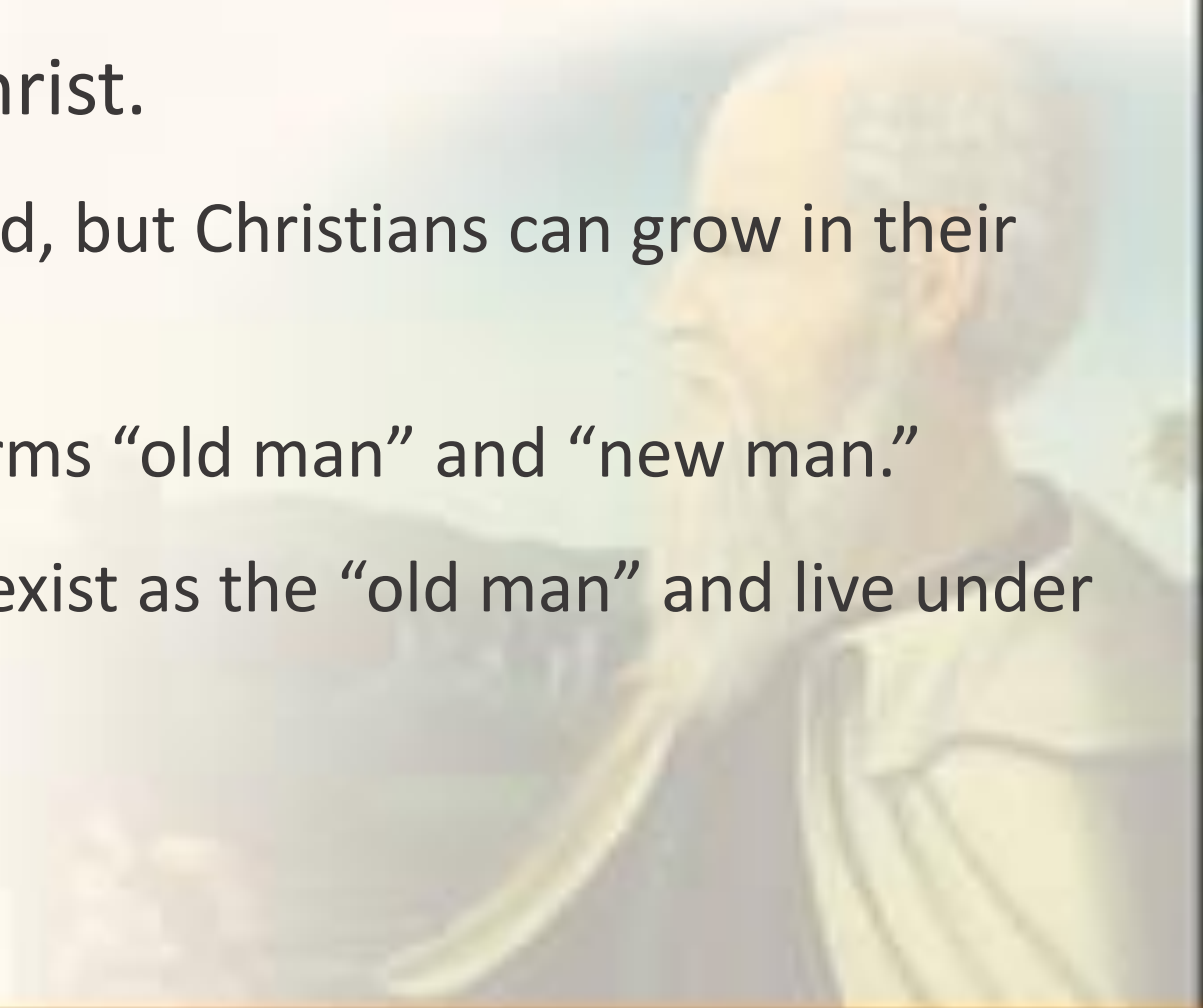 hrist.
d, but Christians can grow in their
rms “old man” and “new man.”
exist as the “old man” and live under